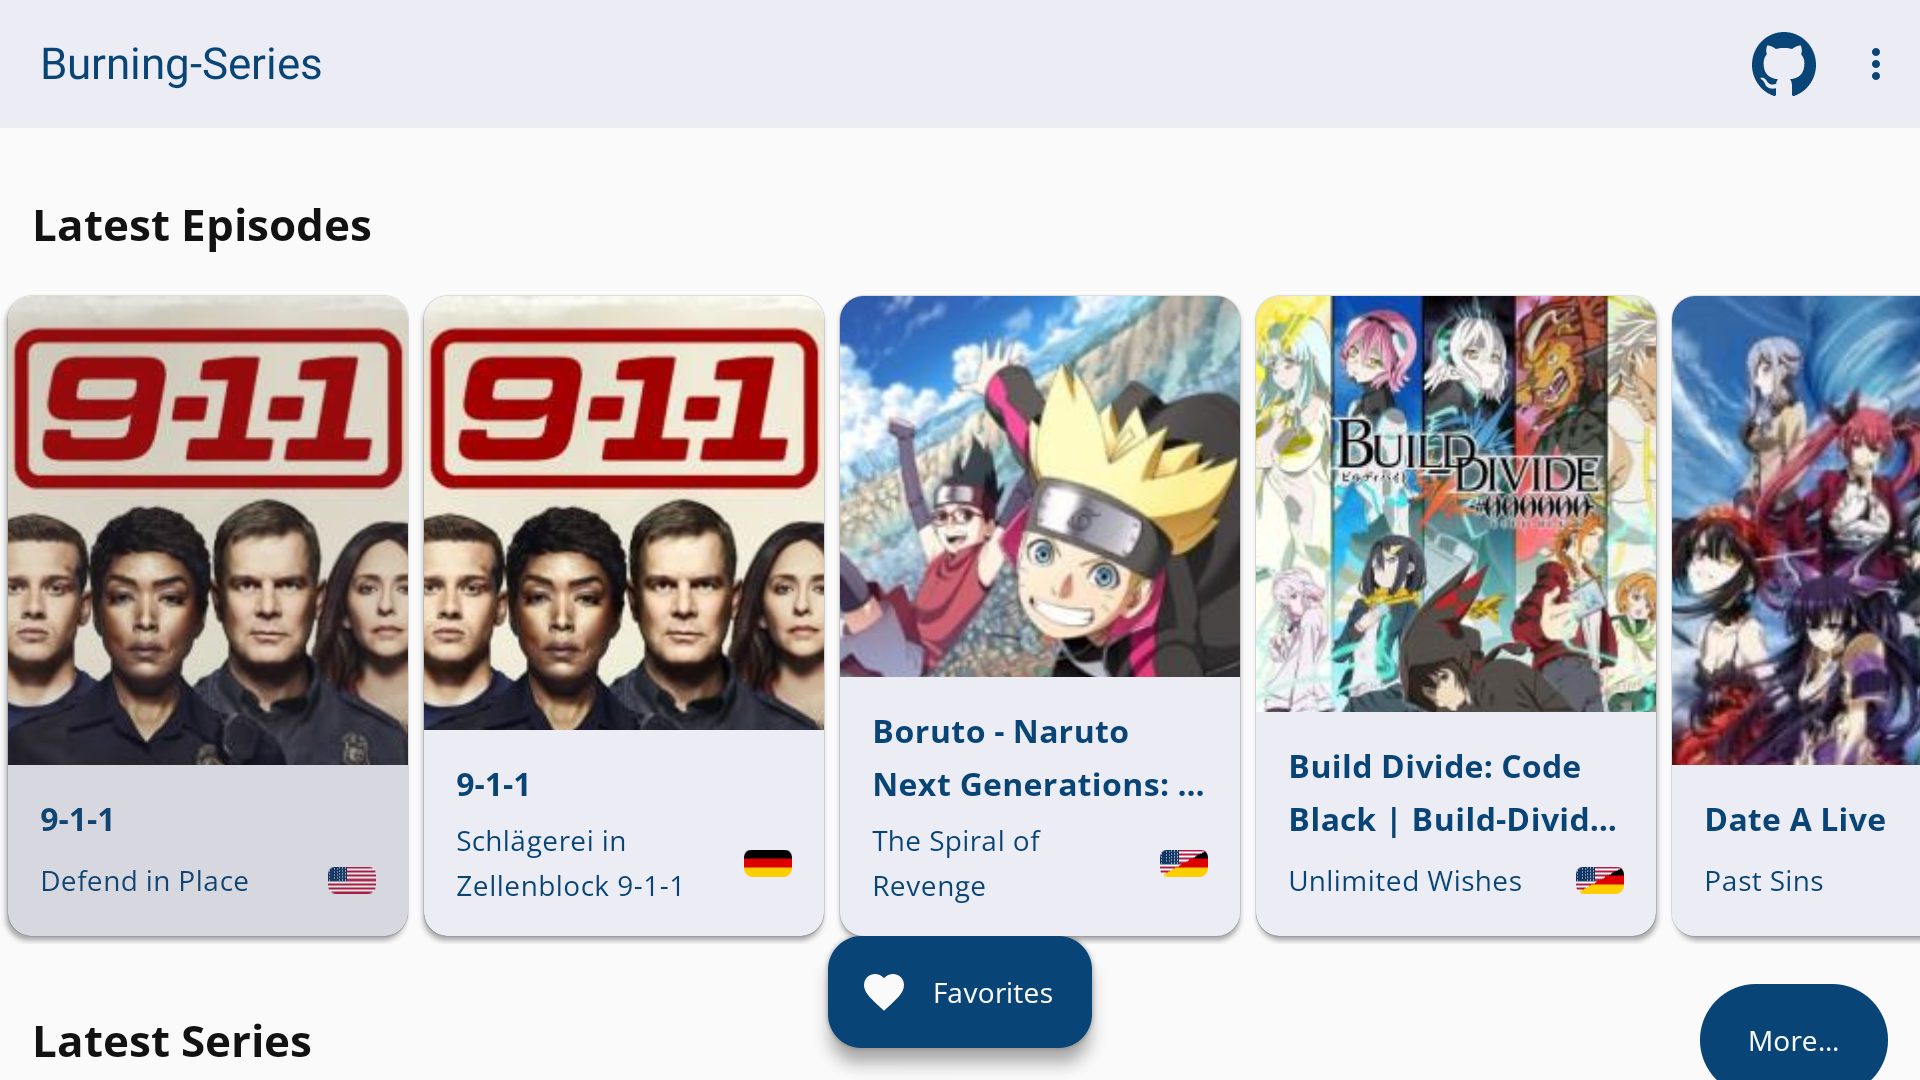 Burning-Series
Latest Episodes
9-1-1
9-1-1
Defend in Place
9-1-1
9-1-1
Schlägerei in
Zellenblock 9-1-1
Boruto - Naruto
Next Generations: ...
The Spiral of
Revenge
BUILD
DIVIDE
Build Divide: Code
Black | Build-Divid...
Unlimited Wishes
Date A Live
Past Sins
Favorites
Latest Series
More...